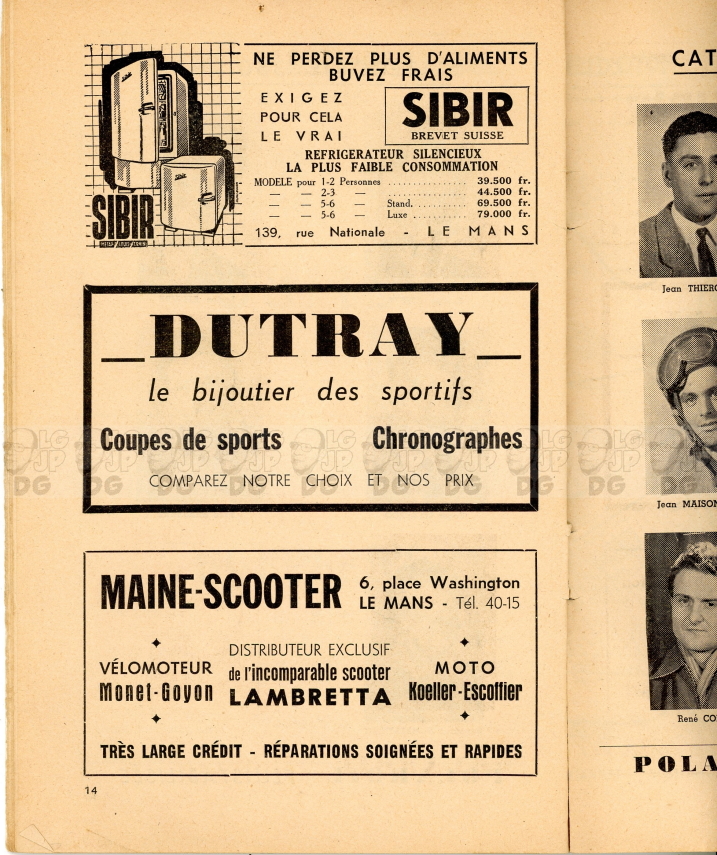 NE PERDEZ PLUS D'ALIMENTS
BUVEZ FRAIS
EXIGEZ
POUR CELA
LE VRAI
SIBIR
BREVET SUISSE
REFRIGERATEUR SILENCIEUX
LA PLUS FAIBLE CONSOMMATION
MODELE pour 1-2 Personnes .............. 39.500 fr.
— — 2-3 — .............. 44.500 fr.
— — 5-6 — Stand. .......... 69.500 fr.
— — 5-6 — Luxe .......... 79.000 fr.
139, rue Nationale - LE MANS
SIBIR
DUTRAY
le bijoutier des sportifs
Coupes de sports Chronographes
COMPAREZ NOTRE CHOIX ET NOS PRIX
MAINE-SCOOTER
6, place Washington
LE MANS - Tél. 40-15
VÉLOMOTEUR
Monet-Goyon
DISTRIBUTEUR EXCLUSIF
de l'incomparable scooter
LAMBRETTA
MOTO
Koeller-Escoffier
TRÈS LARGE CRÉDIT - RÉPARATIONS SOIGNÉES ET RAPIDES
14
CAT
Jean THIERC
Jean MAISON
René CO
POLA
LG JP DG